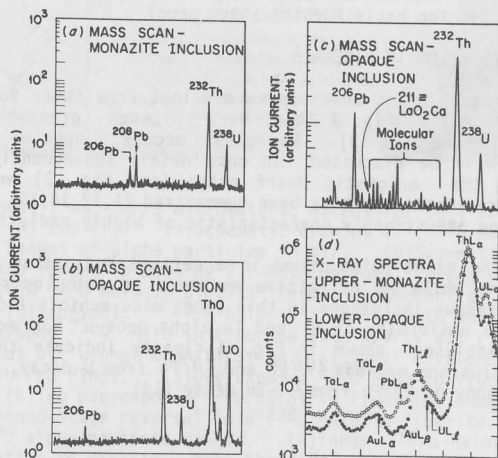 (a) MASS SCAN-
MONAZITE INCLUSION
10³
10²
10¹
10⁰
²⁰⁶Pb
²⁰⁸Pb
²³²Th
²³⁸U
ION CURRENT (arbitrary units)
(b) MASS SCAN-
OPAQUE INCLUSION
10³
10²
10¹
10⁰
²⁰⁶Pb
²³²Th
²³⁸U
ThO
UO
(c) MASS SCAN-
OPAQUE
INCLUSION
ION CURRENT
(arbitrary units)
²⁰⁶Pb
211≡
LaO₂Ca
Molecular
Ions
²³²Th
²³⁸U
(d)
X-RAY SPECTRA
UPPER-MONAZITE
INCLUSION
LOWER-OPAQUE
INCLUSION
counts
10⁶
10⁵
10⁴
10³
ThLα
ULα
TaLα
TaLβ
PbLα
ThLℓ
AuLα
AuLβ
ULℓ